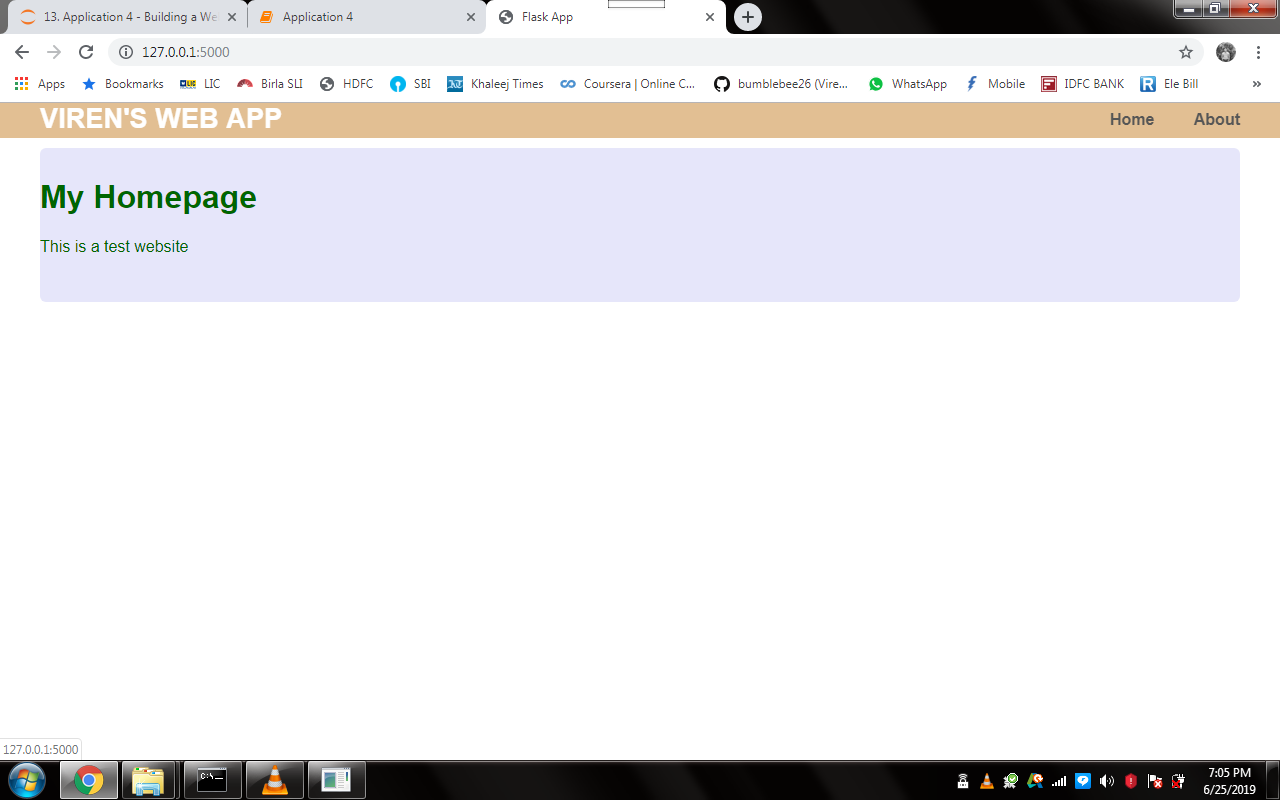 13. Application 4 - Building a We
Application 4
Flask App
127.0.0.1:5000
Apps
Bookmarks
LIC
Birla SLI
HDFC
SBI
Khaleej Times
Coursera | Online C...
bumblebee26 (Vire...
WhatsApp
Mobile
IDFC BANK
Ele Bill
»
VIREN'S WEB APP
Home
About
My Homepage
This is a test website
127.0.0.1:5000
7:05 PM
6/25/2019